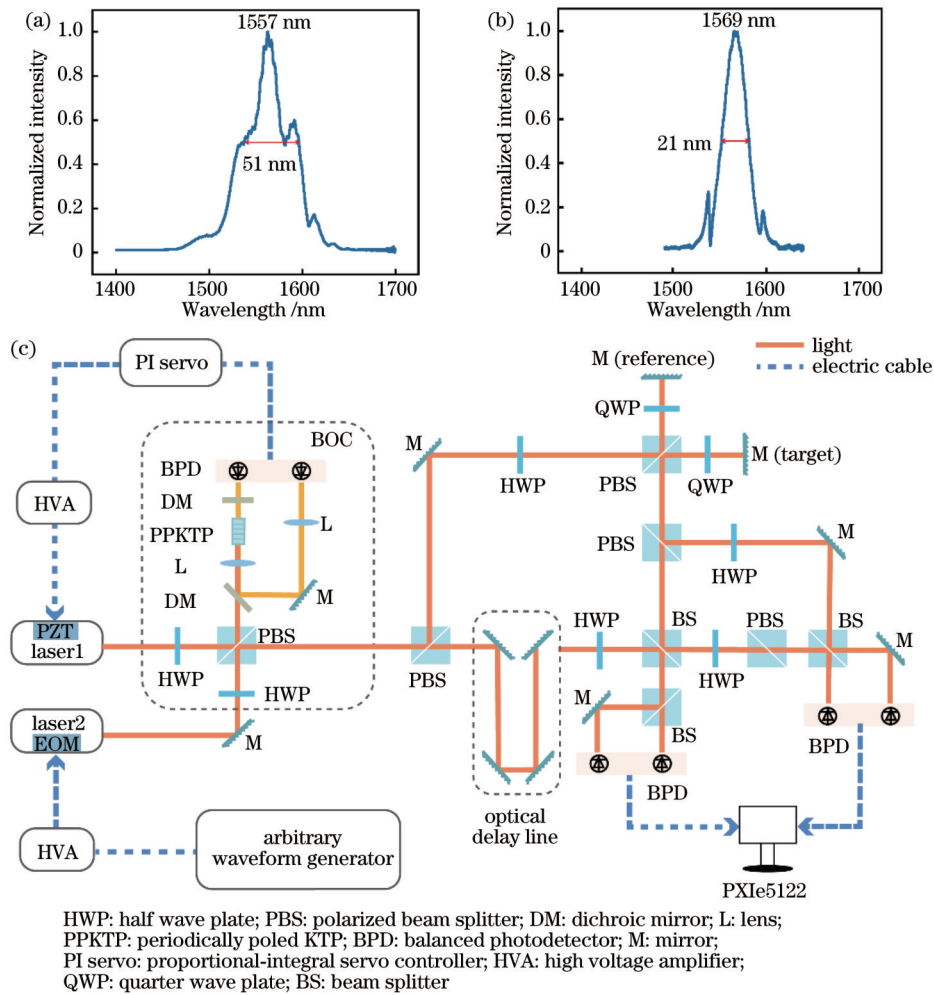 (a)
1557 nm
1.0
0.8
0.6
0.4
0.2
0
Normalized intensity
51 nm
1400 1500 1600 1700
Wavelength /nm
(b)
1569 nm
1.0
0.8
0.6
0.4
0.2
0
Normalized intensity
21 nm
1400 1500 1600 1700
Wavelength /nm
(c)
PI servo
light
electric cable
M (reference)
QWP
BOC
M
M (target)
BPD
HWP
PBS
QWP
HVA
DM
PPKTP
L
PBS
M
L
HWP
DM
M
HWP
BS
PBS
BS
M
PZT
laser1
PBS
HWP
PBS
HWP
HWP
M
laser2
EOM
M
BS
BPD
BPD
optical
delay line
HVA
arbitrary
waveform generator
PXIe5122
HWP: half wave plate; PBS: polarized beam splitter; DM: dichroic mirror; L: lens;
PPKTP: periodically poled KTP; BPD: balanced photodetector; M: mirror;
PI servo: proportional-integral servo controller; HVA: high voltage amplifier;
QWP: quarter wave plate; BS: beam splitter